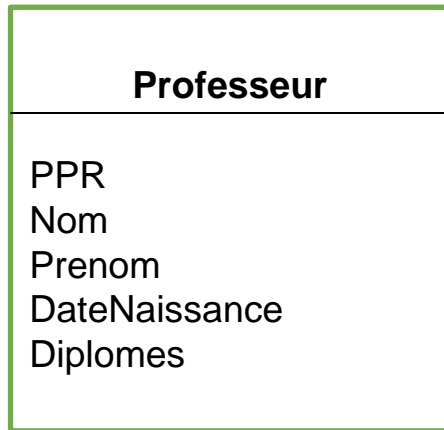 Professeur
PPR
Nom
Prenom
DateNaissance
Diplomes